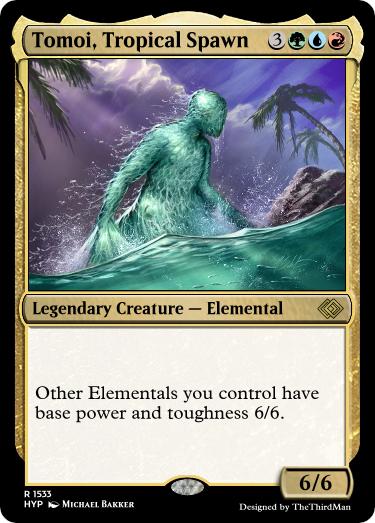 Tomoi, Tropical Spawn 3
Legendary Creature — Elemental
Other Elementals you control have
base power and toughness 6/6.
6/6
R 1533
HYP Michael Bakker
Designed by TheThirdMan